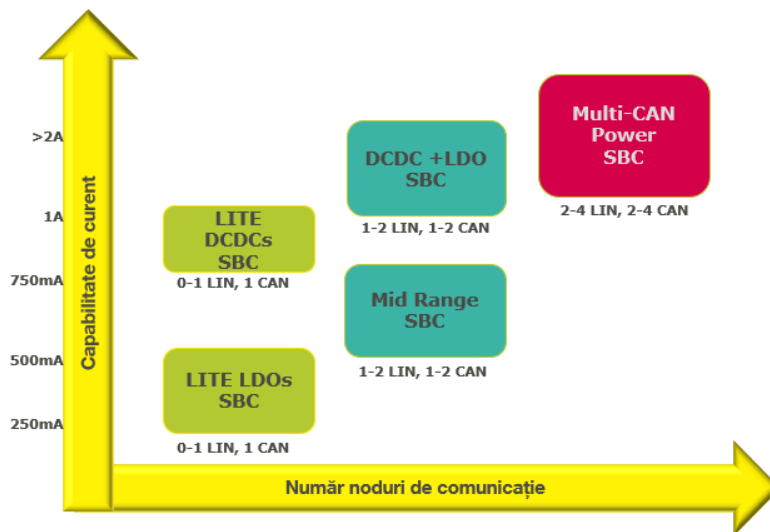 Capabilitate de curent
>2A
1A
750mA
500mA
250mA
LITE
DCDCs
SBC
0-1 LIN, 1 CAN
LITE LDOs
SBC
0-1 LIN, 1 CAN
DCDC +LDO
SBC
1-2 LIN, 1-2 CAN
Mid Range
SBC
1-2 LIN, 1-2 CAN
Multi-CAN
Power
SBC
2-4 LIN, 2-4 CAN
Număr noduri de comunicație